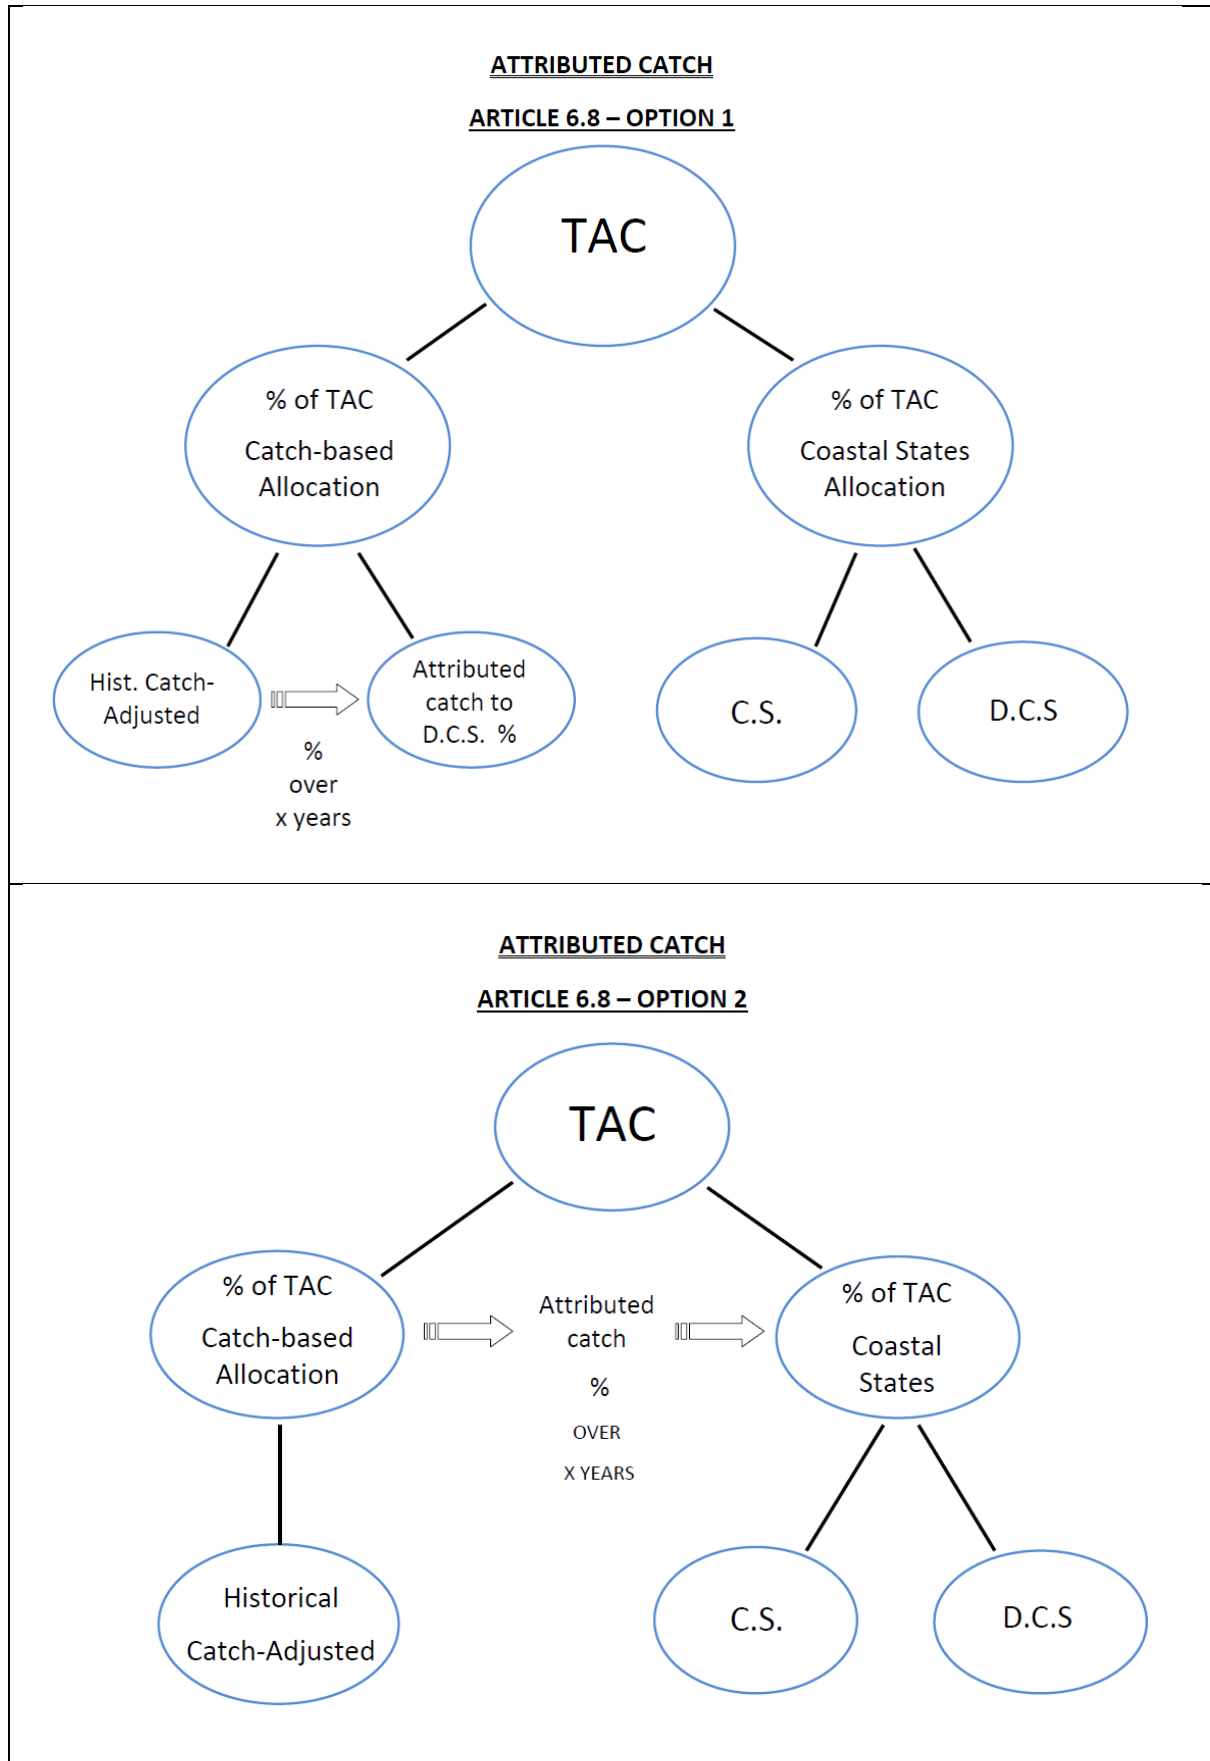 ATTRIBUTED CATCH
ARTICLE 6.8 – OPTION 1
TAC
% of TAC
Catch-based
Allocation
% of TAC
Coastal States
Allocation
Hist. Catch-
Adjusted
%
over
x years
Attributed
catch to
D.C.S. %
C.S.
D.C.S
ATTRIBUTED CATCH
ARTICLE 6.8 – OPTION 2
TAC
% of TAC
Catch-based
Allocation
Attributed
catch
%
OVER
X YEARS
% of TAC
Coastal
States
Historical
Catch-Adjusted
C.S.
D.C.S